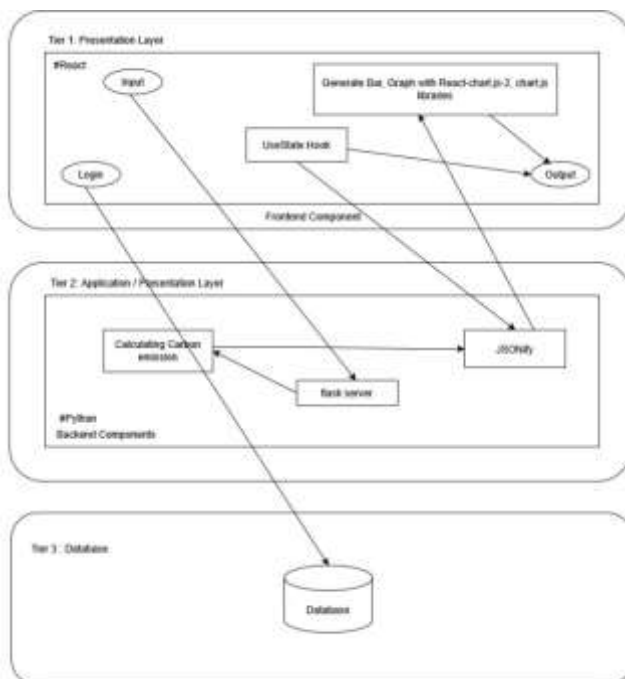 Tier 1: Presentation Layer
#React
Input
Generate Bar, Graph with React-chart.js-2, chart.js
libraries
UseState Hook
Login
Output
Frontend Component
Tier 2: Application / Presentation Layer
Calculating Carbon
emission
JSONify
flask server
#Python
Backend Components
Tier 3 : Database
Database